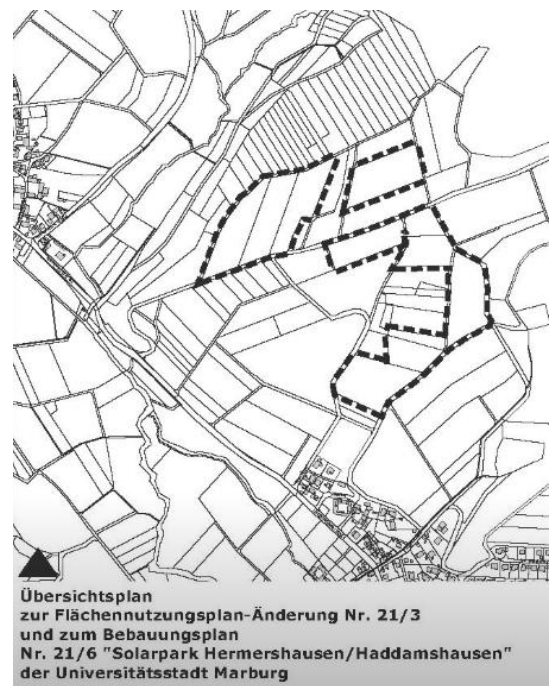 Übersichtsplan
zur Flächennutzungsplan-Änderung Nr. 21/3
und zum Bebauungsplan
Nr. 21/6 "Solarpark Hermershausen/Haddamshausen"
der Universitätsstadt Marburg